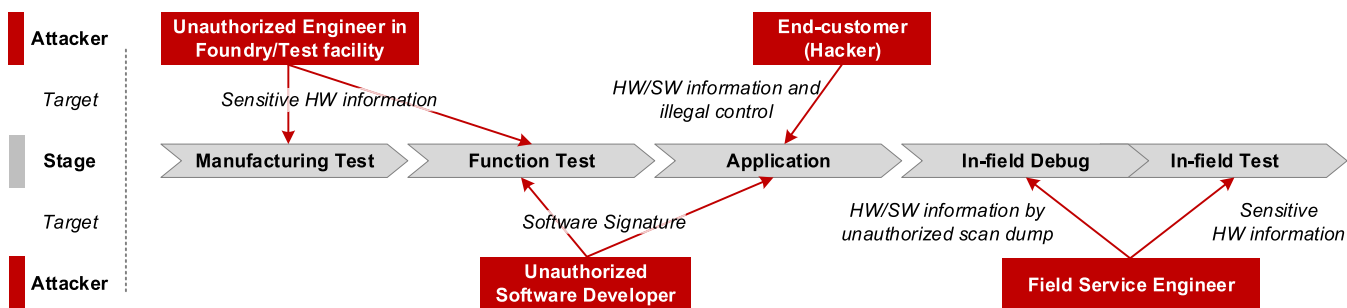 Attacker
Unauthorized Engineer in
Foundry/Test facility
End-customer
(Hacker)
Target
Sensitive HW information
HW/SW information and
illegal control
Stage
Manufacturing Test
Function Test
Application
In-field Debug
In-field Test
Target
Software Signature
HW/SW information by
unauthorized scan dump
Sensitive
HW information
Attacker
Unauthorized
Software Developer
Field Service Engineer